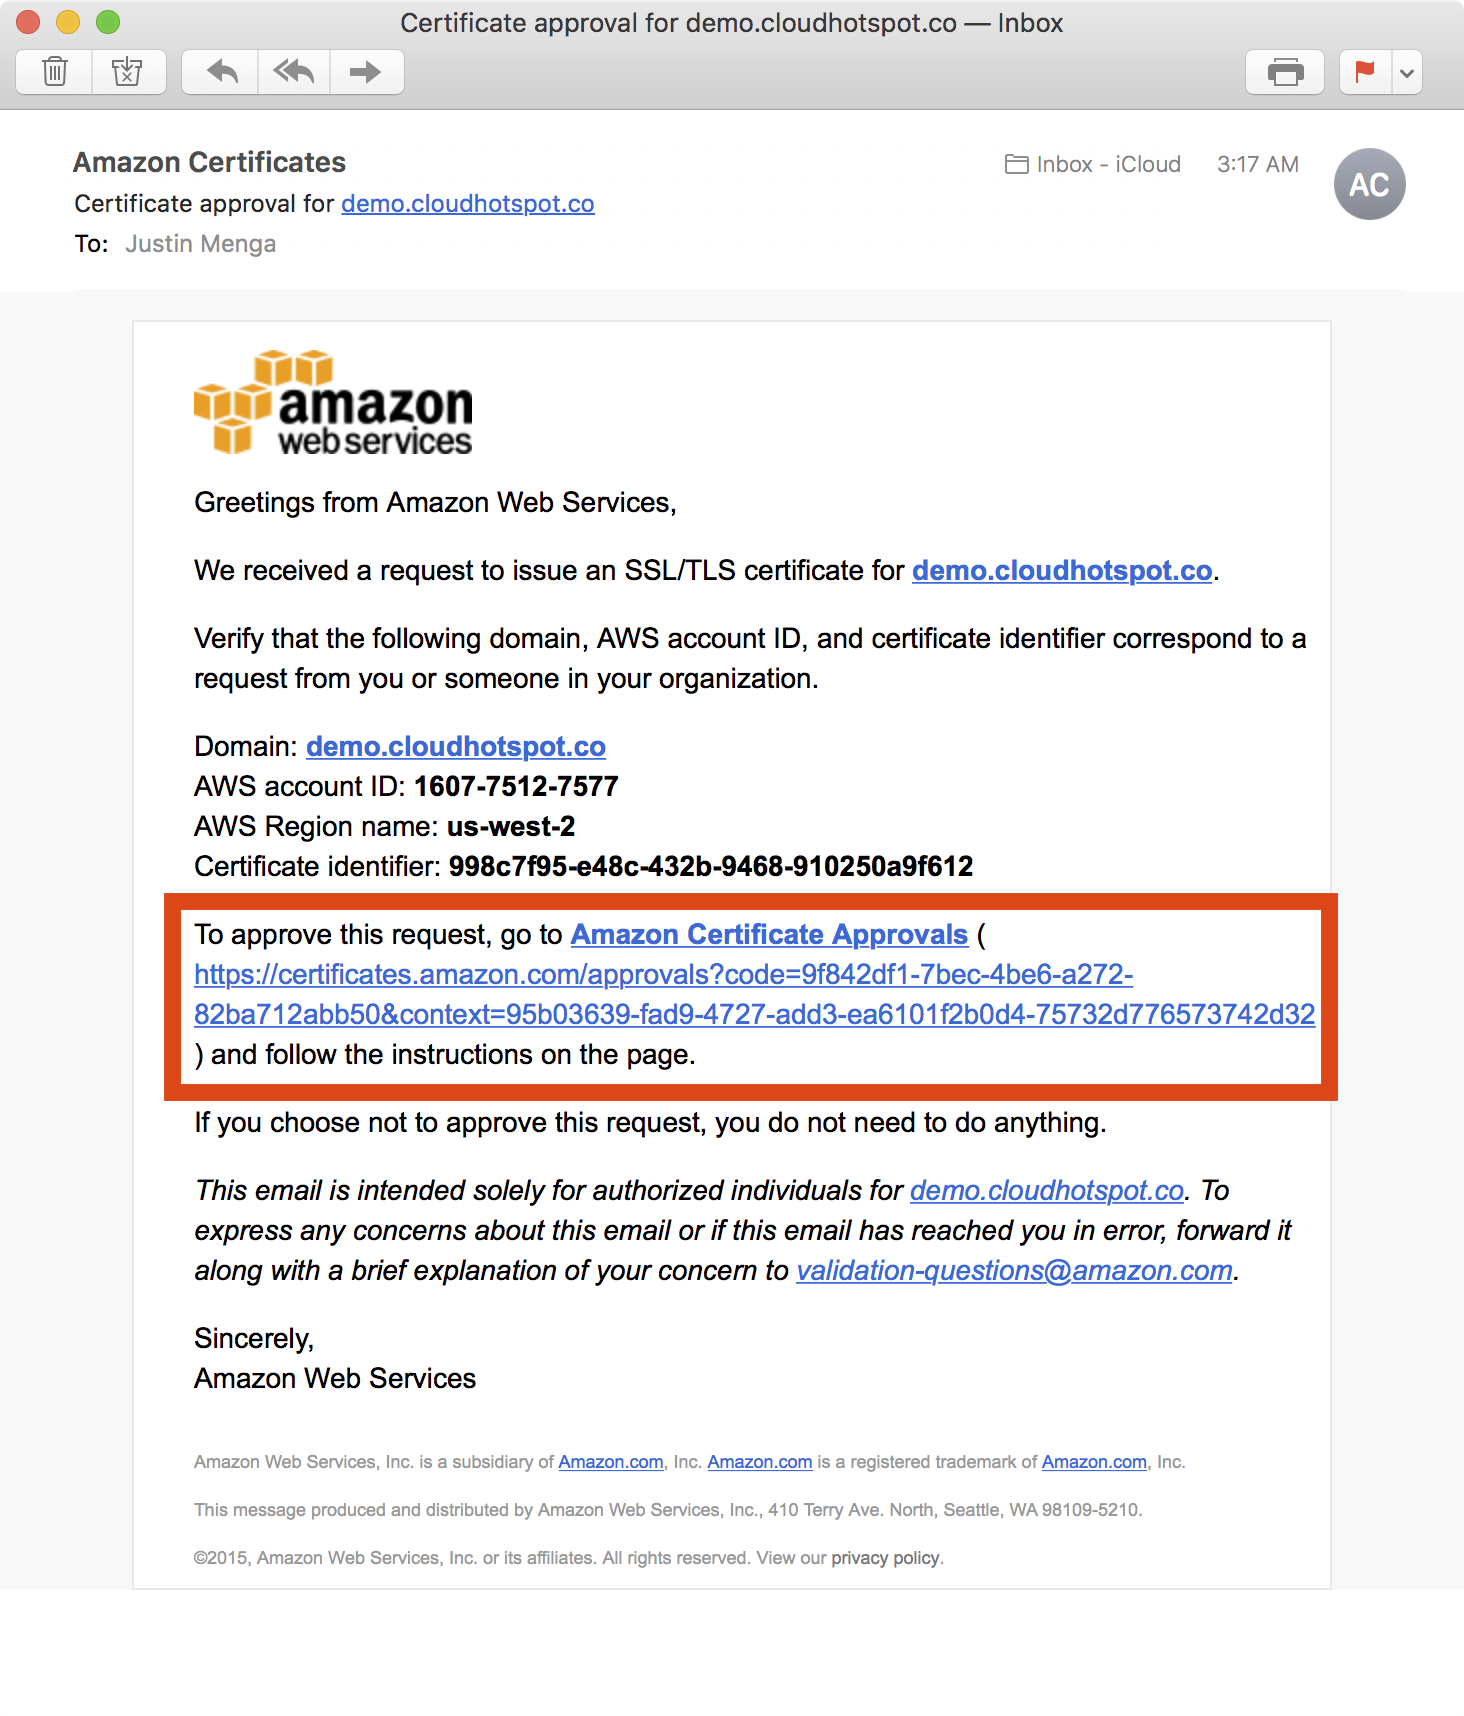 Certificate approval for demo.cloudhotspot.co — Inbox
Amazon Certificates
Inbox - iCloud
3:17 AM
AC
Certificate approval for demo.cloudhotspot.co
To: Justin Menga
amazon
web services
Greetings from Amazon Web Services,
We received a request to issue an SSL/TLS certificate for demo.cloudhotspot.co.
Verify that the following domain, AWS account ID, and certificate identifier correspond to a
request from you or someone in your organization.
Domain: demo.cloudhotspot.co
AWS account ID: 1607-7512-7577
AWS Region name: us-west-2
Certificate identifier: 998c7f95-e48c-432b-9468-910250a9f612
To approve this request, go to Amazon Certificate Approvals (
https://certificates.amazon.com/approvals?code=9f842df1-7bec-4be6-a272-
82ba712abb50&context=95b03639-fad9-4727-add3-ea6101f2b0d4-75732d776573742d32
) and follow the instructions on the page.
If you choose not to approve this request, you do not need to do anything.
This email is intended solely for authorized individuals for demo.cloudhotspot.co. To
express any concerns about this email or if this email has reached you in error, forward it
along with a brief explanation of your concern to validation-questions@amazon.com.
Sincerely,
Amazon Web Services
Amazon Web Services, Inc. is a subsidiary of Amazon.com, Inc. Amazon.com is a registered trademark of Amazon.com, Inc.
This message produced and distributed by Amazon Web Services, Inc., 410 Terry Ave. North, Seattle, WA 98109-5210.
©2015, Amazon Web Services, Inc. or its affiliates. All rights reserved. View our privacy policy.